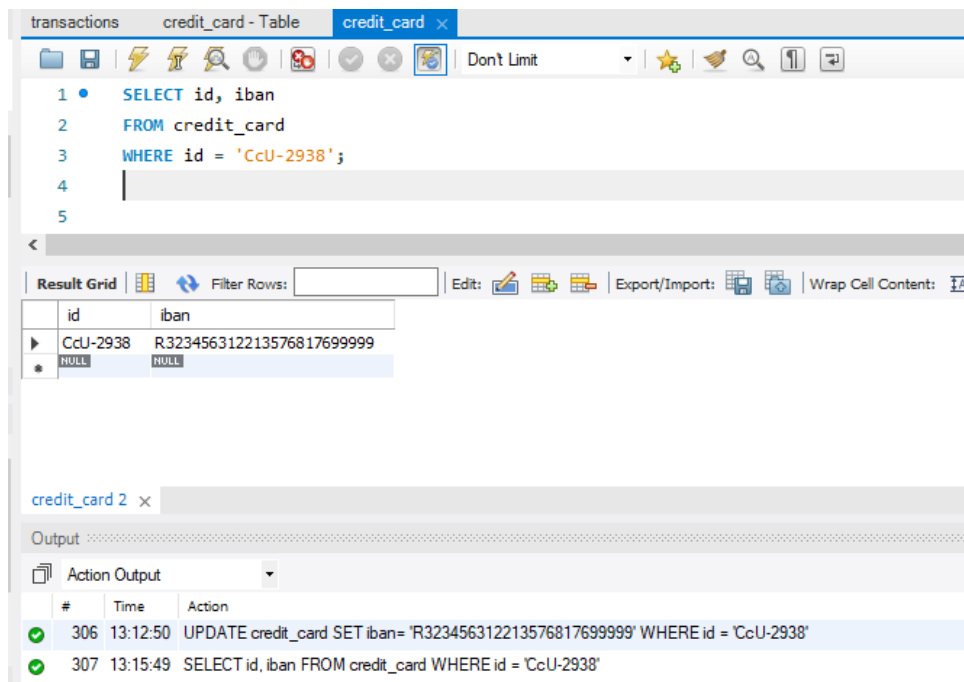 transactions credit_card - Table credit_card
Don't Limit
1 SELECT id, iban
2 FROM credit_card
3 WHERE id = 'CcU-2938';
4
5
Result Grid Filter Rows: Edit: Export/Import: Wrap Cell Content:
id iban
CcU-2938 R323456312213576817699999
NULL NULL
credit_card 2
Output
Action Output
# Time Action
306 13:12:50 UPDATE credit_card SET iban= 'R323456312213576817699999' WHERE id = 'CcU-2938'
307 13:15:49 SELECT id, iban FROM credit_card WHERE id = 'CcU-2938'